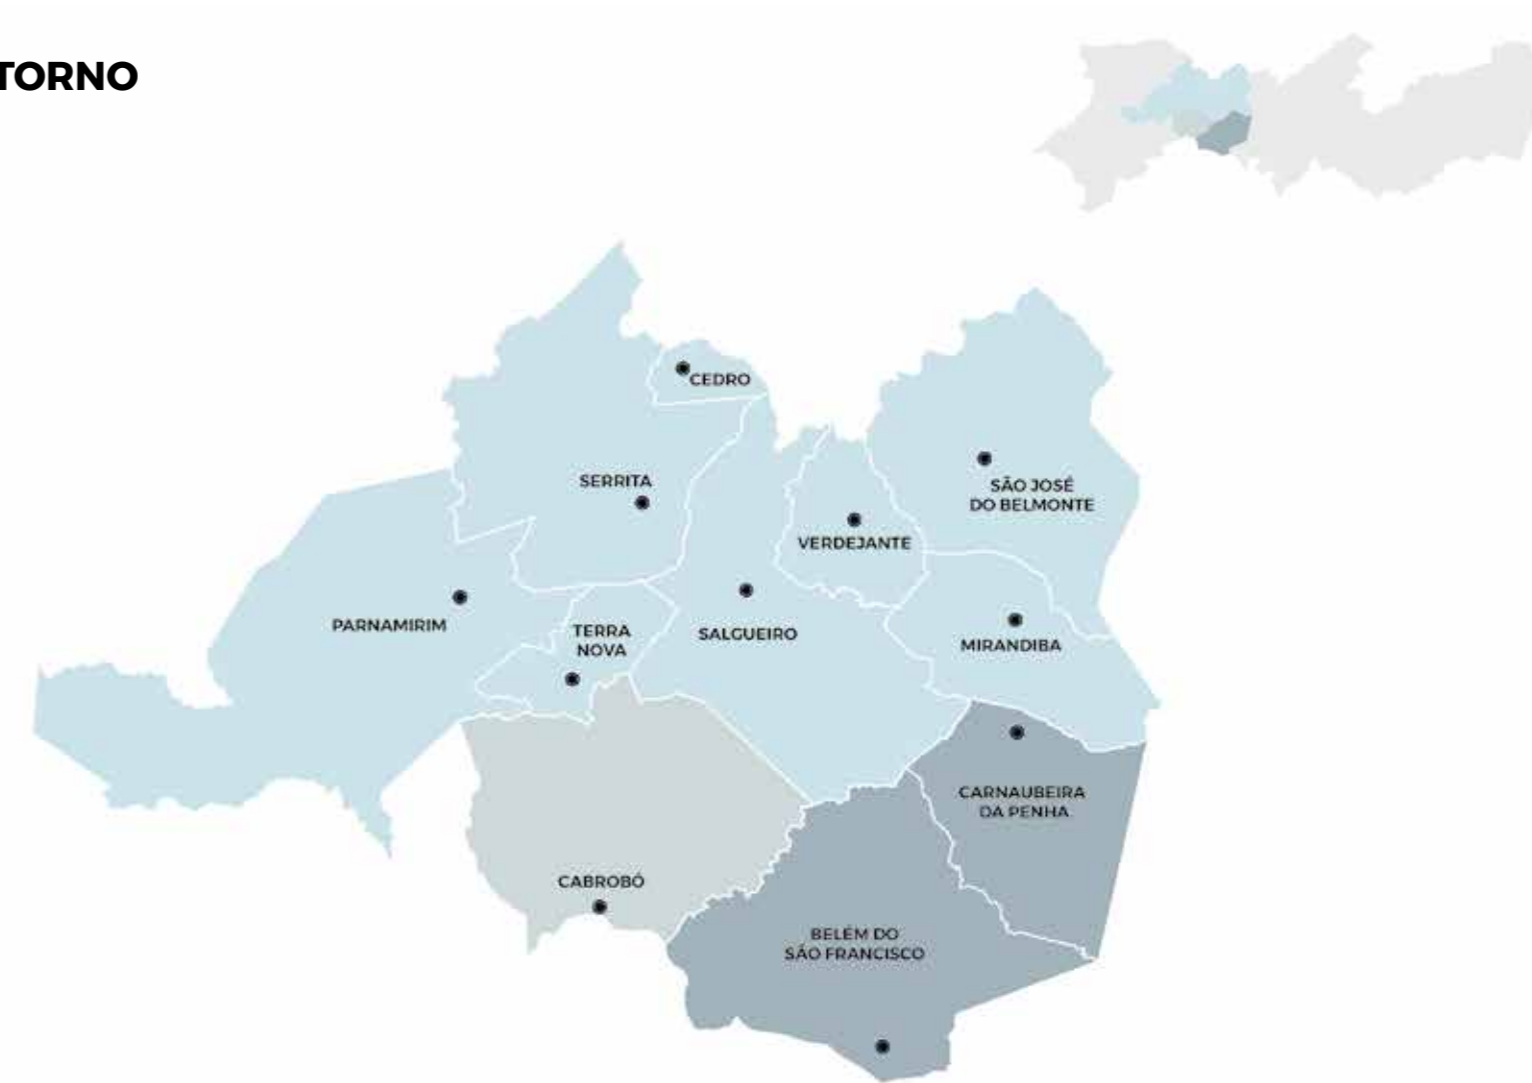 TORNO
CEDRO
SERRITA
SÃO JOSÉ
DO BELMONTE
VERDEJANTE
PARNAMIRIM
TERRA
NOVA
SALGUEIRO
MIRANDIBA
CARNAUBEIRA
DA PENHA
CABROBÓ
BELÉM DO
SÃO FRANCISCO